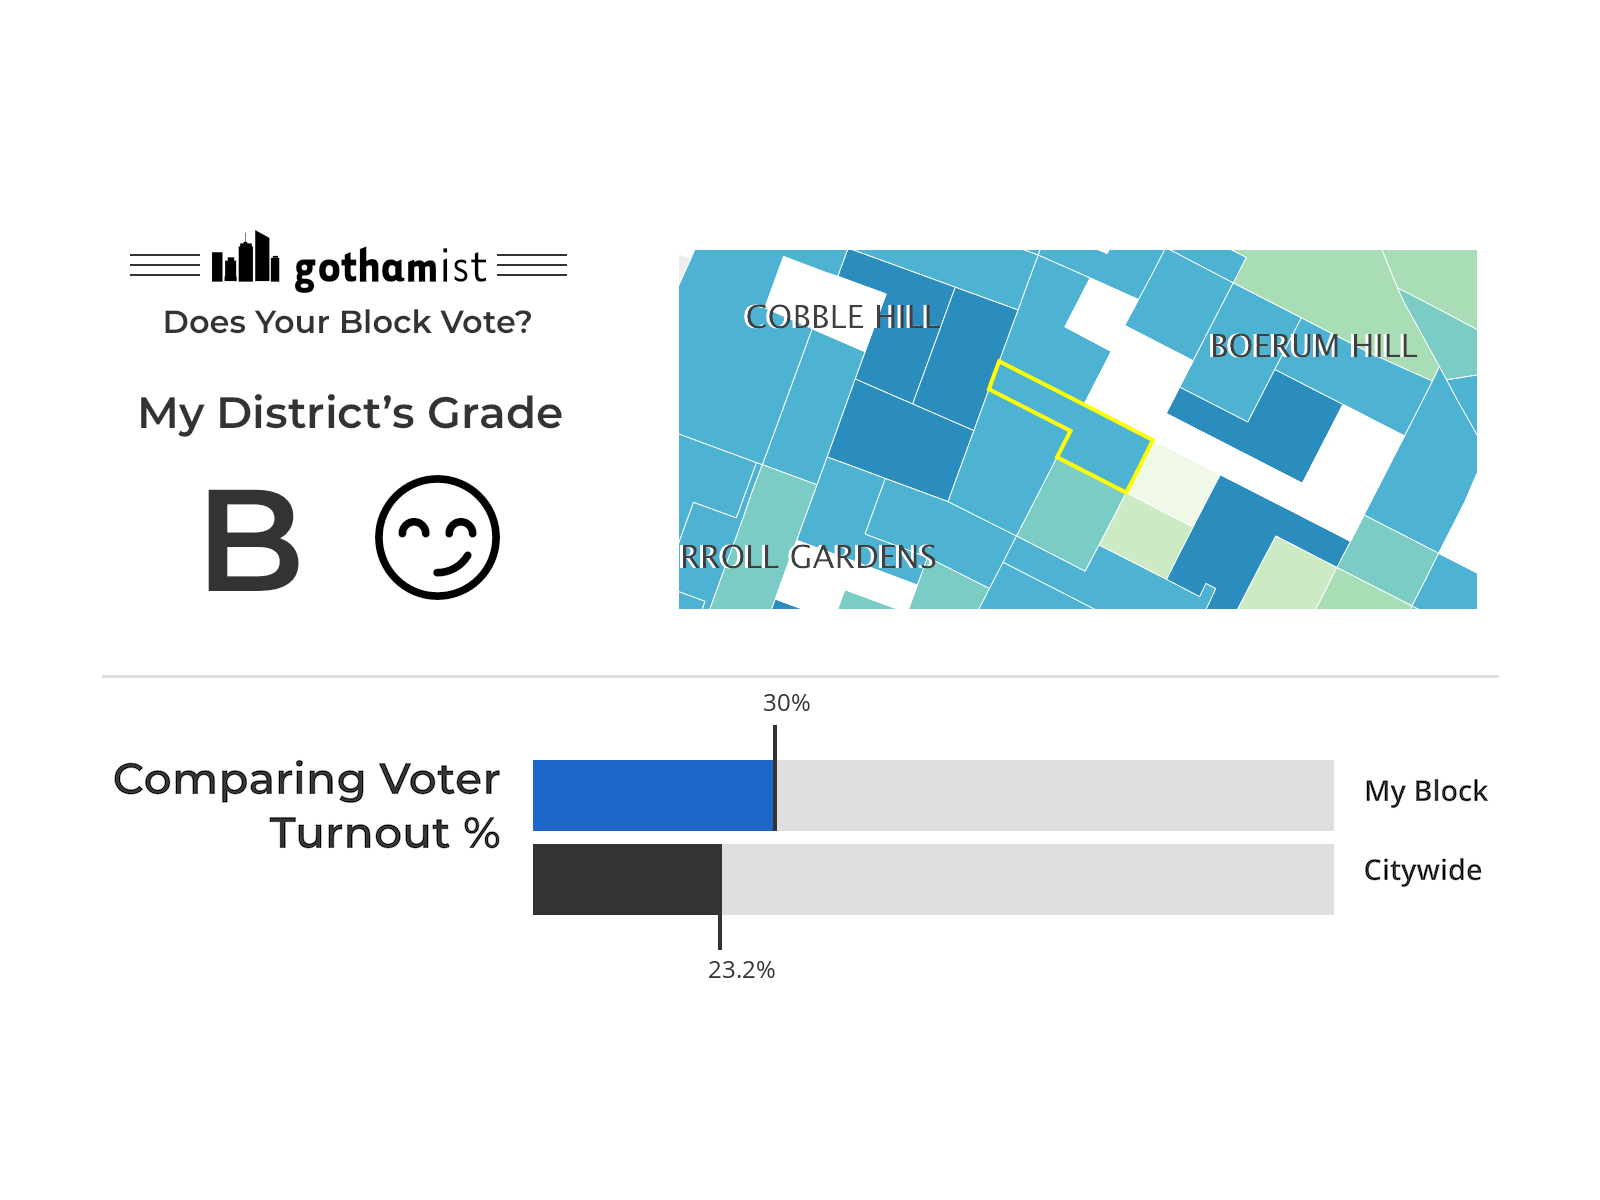 gothamist
Does Your Block Vote?
My District’s Grade
B
COBBLE HILL
BOERUM HILL
RROLL GARDENS
30%
Comparing Voter
Turnout %
My Block
Citywide
23.2%